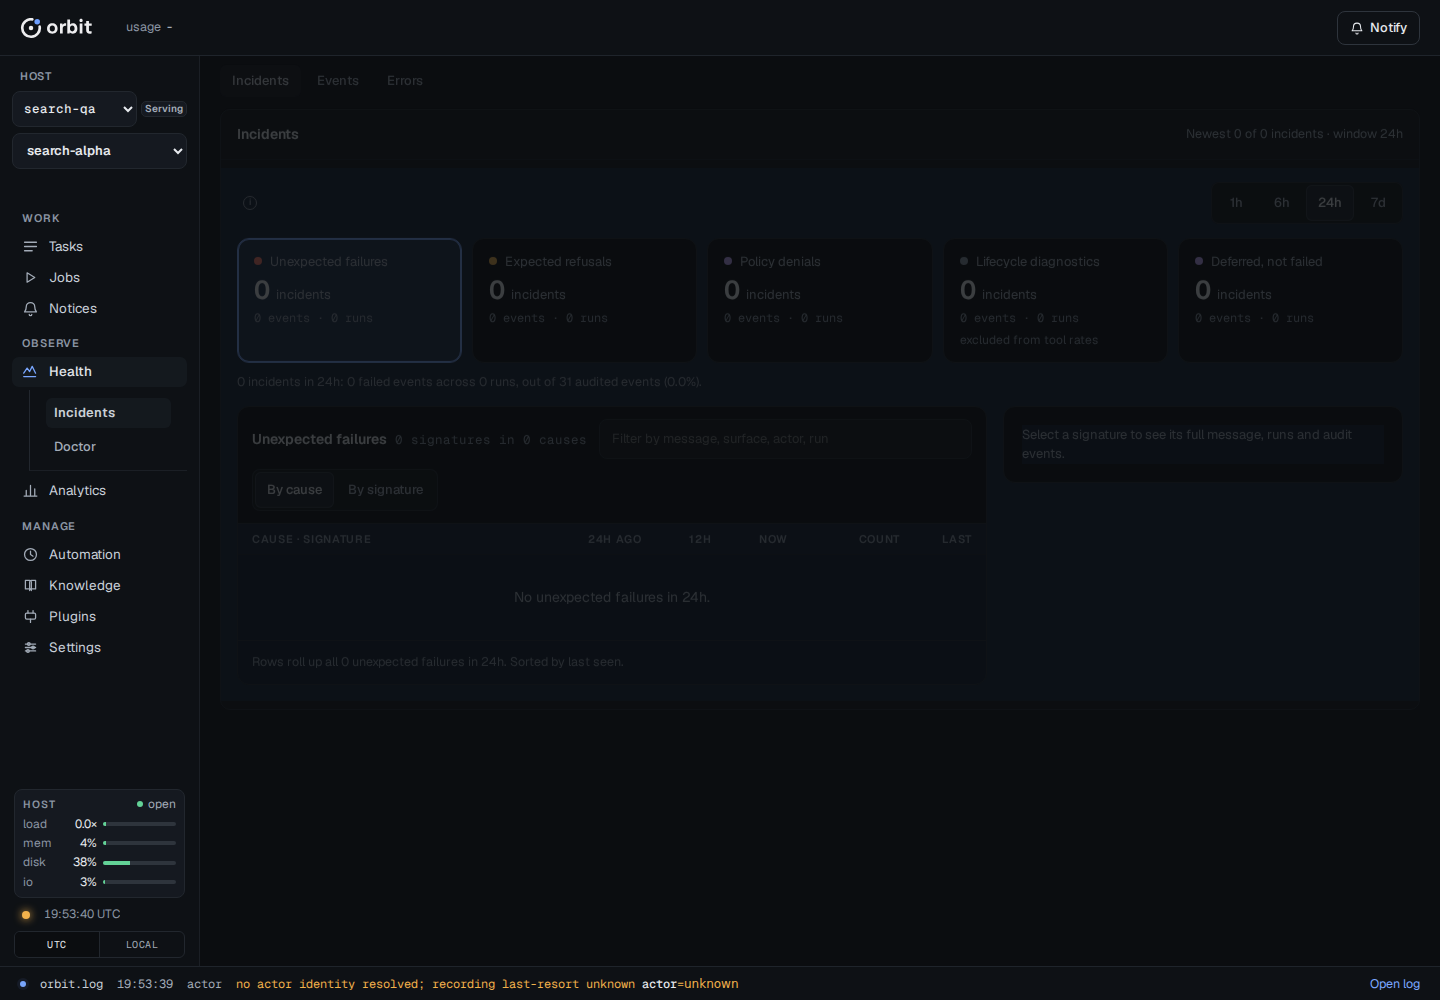 orbit
usage -
Notify
HOST
search-qa
Serving
search-alpha
WORK
Tasks
Jobs
Notices
OBSERVE
Health
Incidents
Doctor
Analytics
MANAGE
Automation
Knowledge
Plugins
Settings
HOST open
load 0.0×
mem 4%
disk 38%
io 3%
19:53:40 UTC
UTC LOCAL
Incidents Events Errors
Incidents
Newest 0 of 0 incidents · window 24h
1h 6h 24h 7d
Unexpected failures
0 incidents
0 events · 0 runs
Expected refusals
0 incidents
0 events · 0 runs
Policy denials
0 incidents
0 events · 0 runs
Lifecycle diagnostics
0 incidents
0 events · 0 runs
excluded from tool rates
Deferred, not failed
0 incidents
0 events · 0 runs
0 incidents in 24h: 0 failed events across 0 runs, out of 31 audited events (0.0%).
Unexpected failures 0 signatures in 0 causes
Filter by message, surface, actor, run
By cause By signature
CAUSE · SIGNATURE 24H AGO 12H NOW COUNT LAST
No unexpected failures in 24h.
Rows roll up all 0 unexpected failures in 24h. Sorted by last seen.
Select a signature to see its full message, runs and audit
events.
orbit.log 19:53:39 actor no actor identity resolved; recording last-resort unknown actor=unknown
Open log